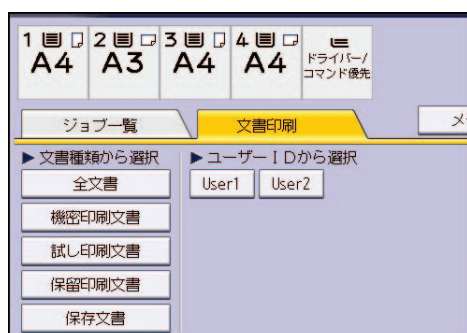 1 2 3 4
A4 A3 A4 A4 ドライバー/
コマンド優先
ジョブ一覧 文書印刷
▶文書種類から選択 ▶ユーザーIDから選択
全文書 User1 User2
機密印刷文書
試し印刷文書
保留印刷文書
保存文書